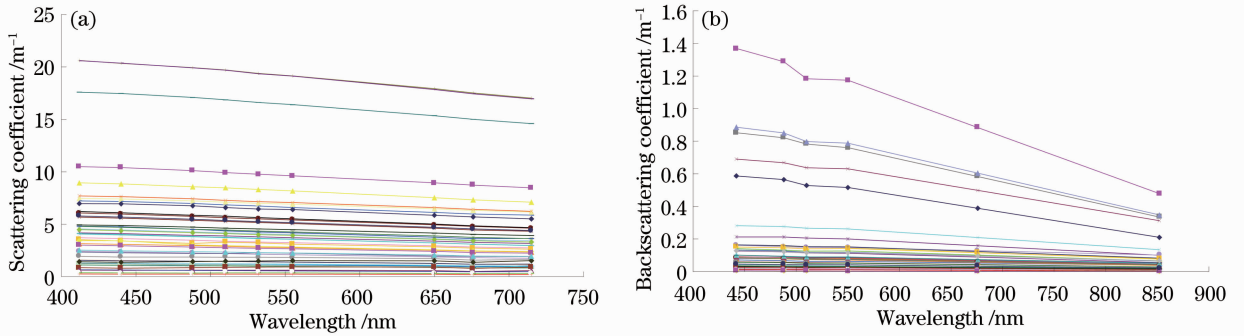 (a)
Scattering coefficient /m⁻¹
25
20
15
10
5
0
400 450 500 550 600 650 700 750
Wavelength /nm
(b)
Backscattering coefficient /m⁻¹
1.6
1.4
1.2
1.0
0.8
0.6
0.4
0.2
0
400 450 500 550 600 650 700 750 800 850 900
Wavelength /nm